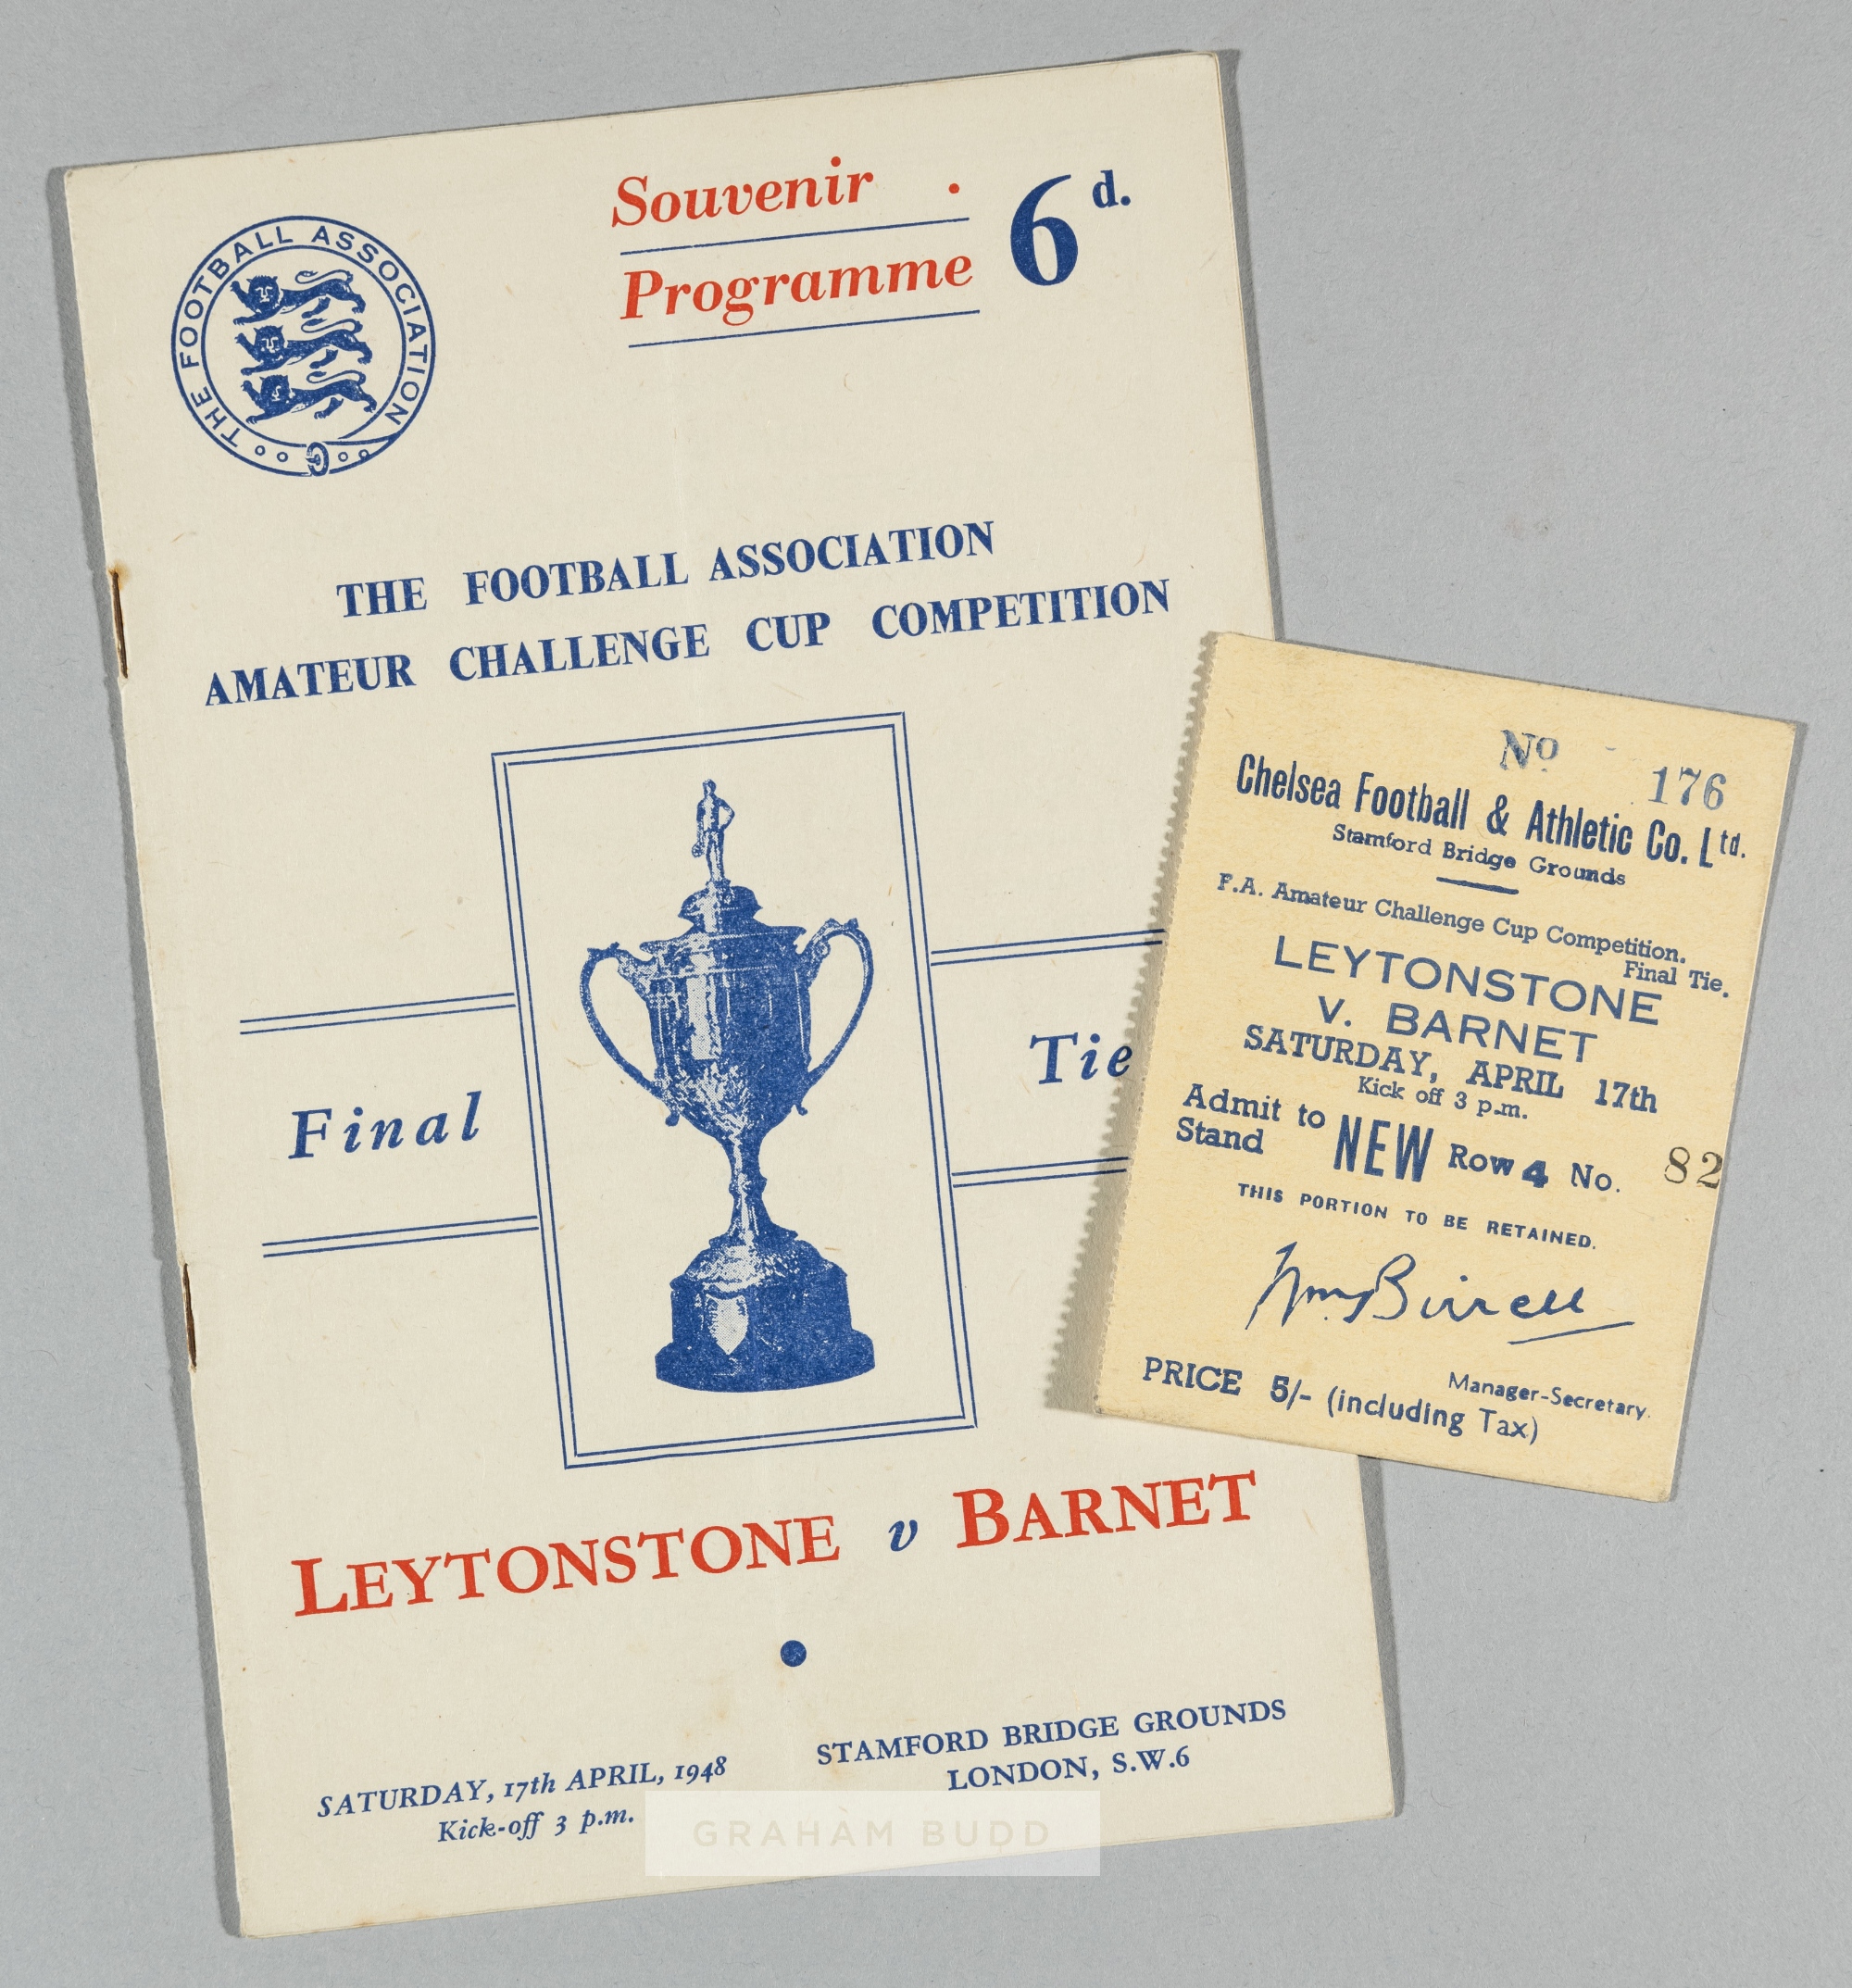 Souvenir .
Programme
6d.
THE FOOTBALL ASSOCIATION
THE FOOTBALL ASSOCIATION
AMATEUR CHALLENGE CUP COMPETITION
Final
Tie
LEYTONSTONE v BARNET
SATURDAY, 17th APRIL, 1948
Kick-off 3 p.m.
STAMFORD BRIDGE GROUNDS
LONDON, S.W.6
GRAHAM BUDD
No 176
Chelsea Football & Athletic Co. Ltd.
Stamford Bridge Grounds
F.A. Amateur Challenge Cup Competition.
Final Tie.
LEYTONSTONE
v. BARNET
SATURDAY, APRIL 17th
Kick off 3 p.m.
Admit to
Stand
NEW Row 4 No. 82
THIS PORTION TO BE RETAINED.
Wm. Birrell
Manager-Secretary.
PRICE 5/- (including Tax)